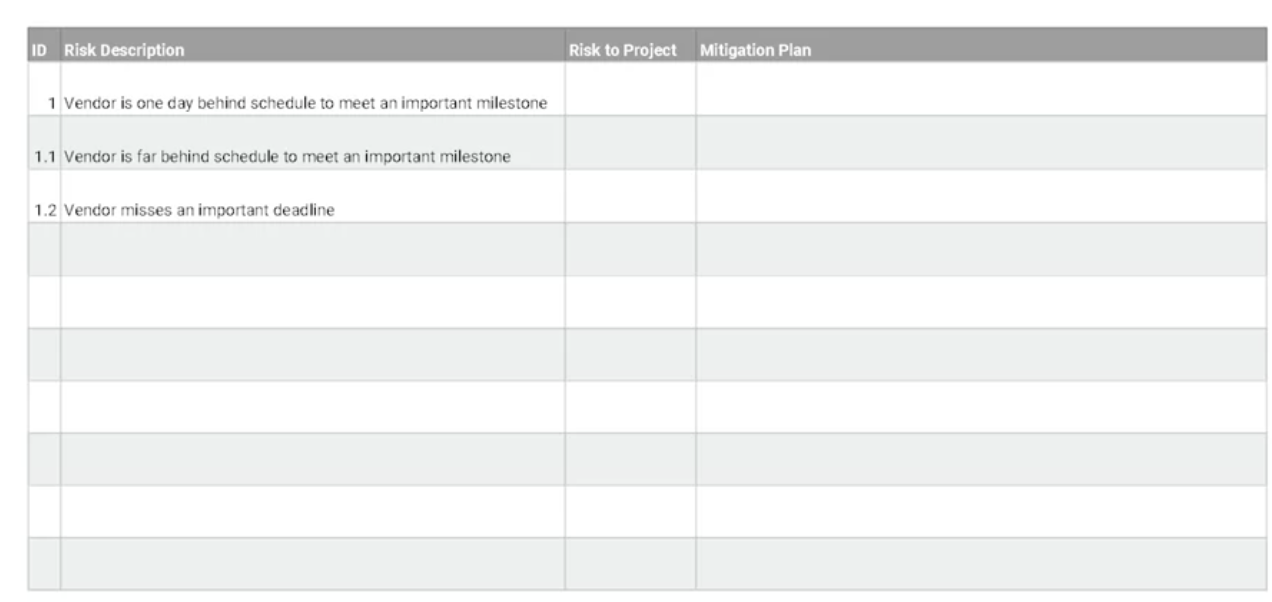 ID Risk Description Risk to Project Mitigation Plan
1 Vendor is one day behind schedule to meet an important milestone
1.1 Vendor is far behind schedule to meet an important milestone
1.2 Vendor misses an important deadline